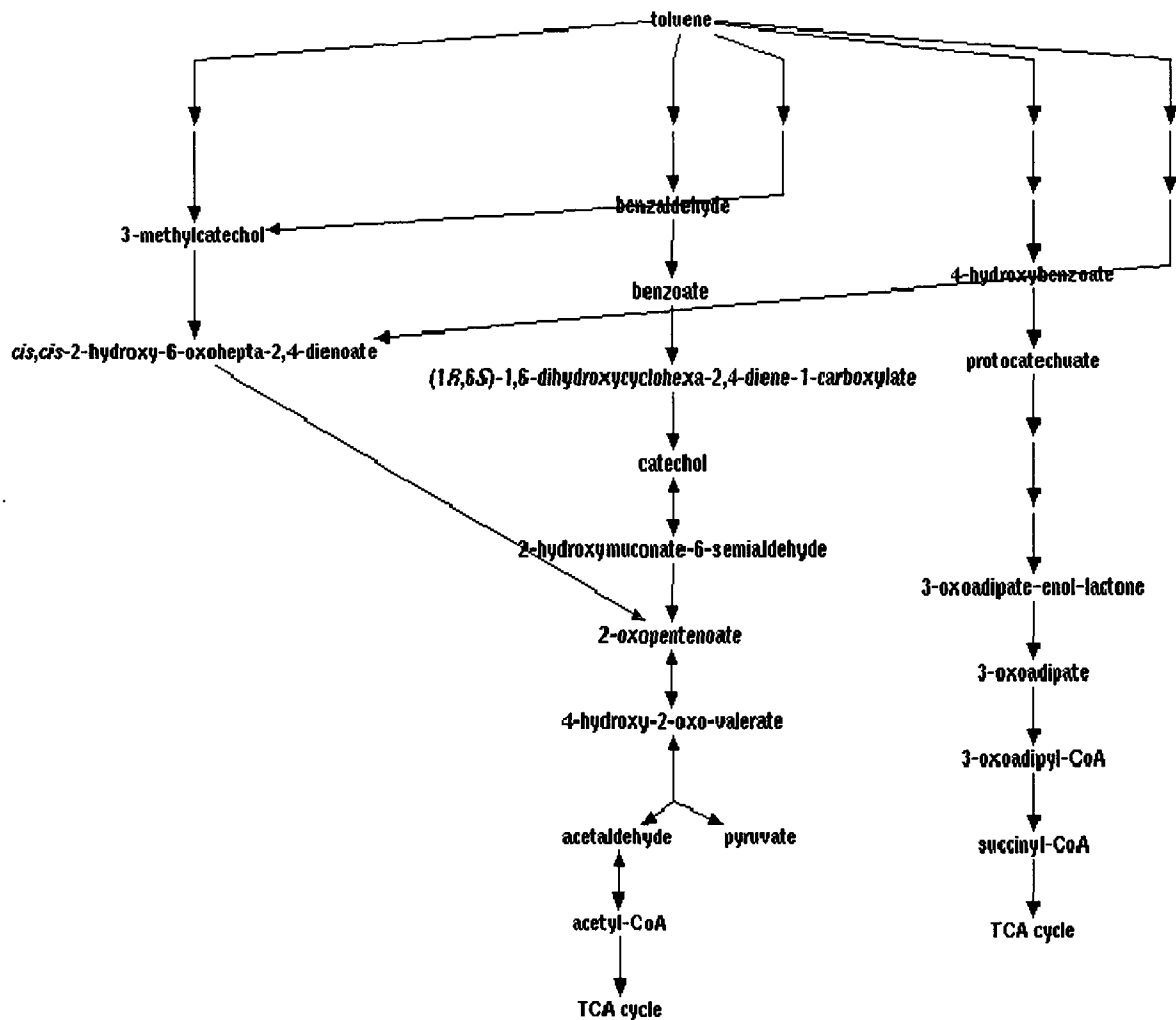 toluene
benzaldehyde
3-methylcatechol
4-hydroxybenzoate
benzoate
cis,cis-2-hydroxy-6-oxohepta-2,4-dienoate
protocatechuate
(1R,6S)-1,6-dihydroxycyclohexa-2,4-diene-1-carboxylate
catechol
2-hydroxymuconate-6-semialdehyde
3-oxoadipate-enol-lactone
2-oxopentenoate
3-oxoadipate
4-hydroxy-2-oxo-valerate
3-oxoadipyl-CoA
acetaldehyde pyruvate
succinyl-CoA
acetyl-CoA
TCA cycle
TCA cycle